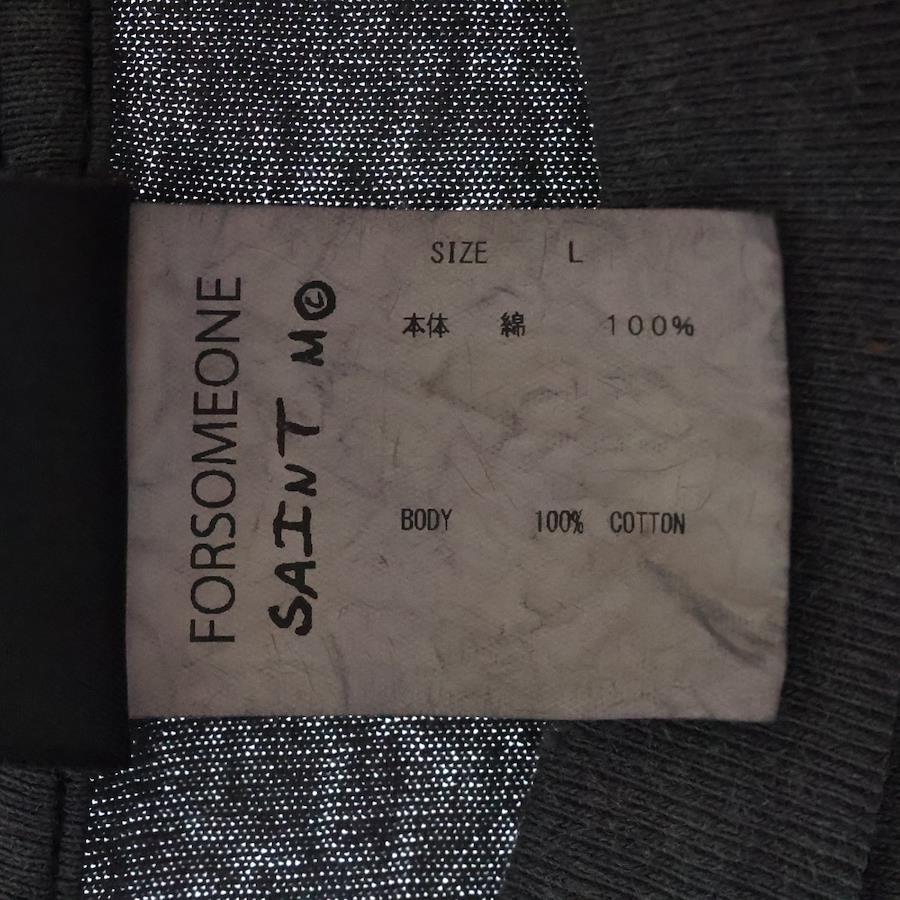 FORSOMEONE
SAINT M©
SIZE L
本体 綿 100%
BODY 100% COTTON